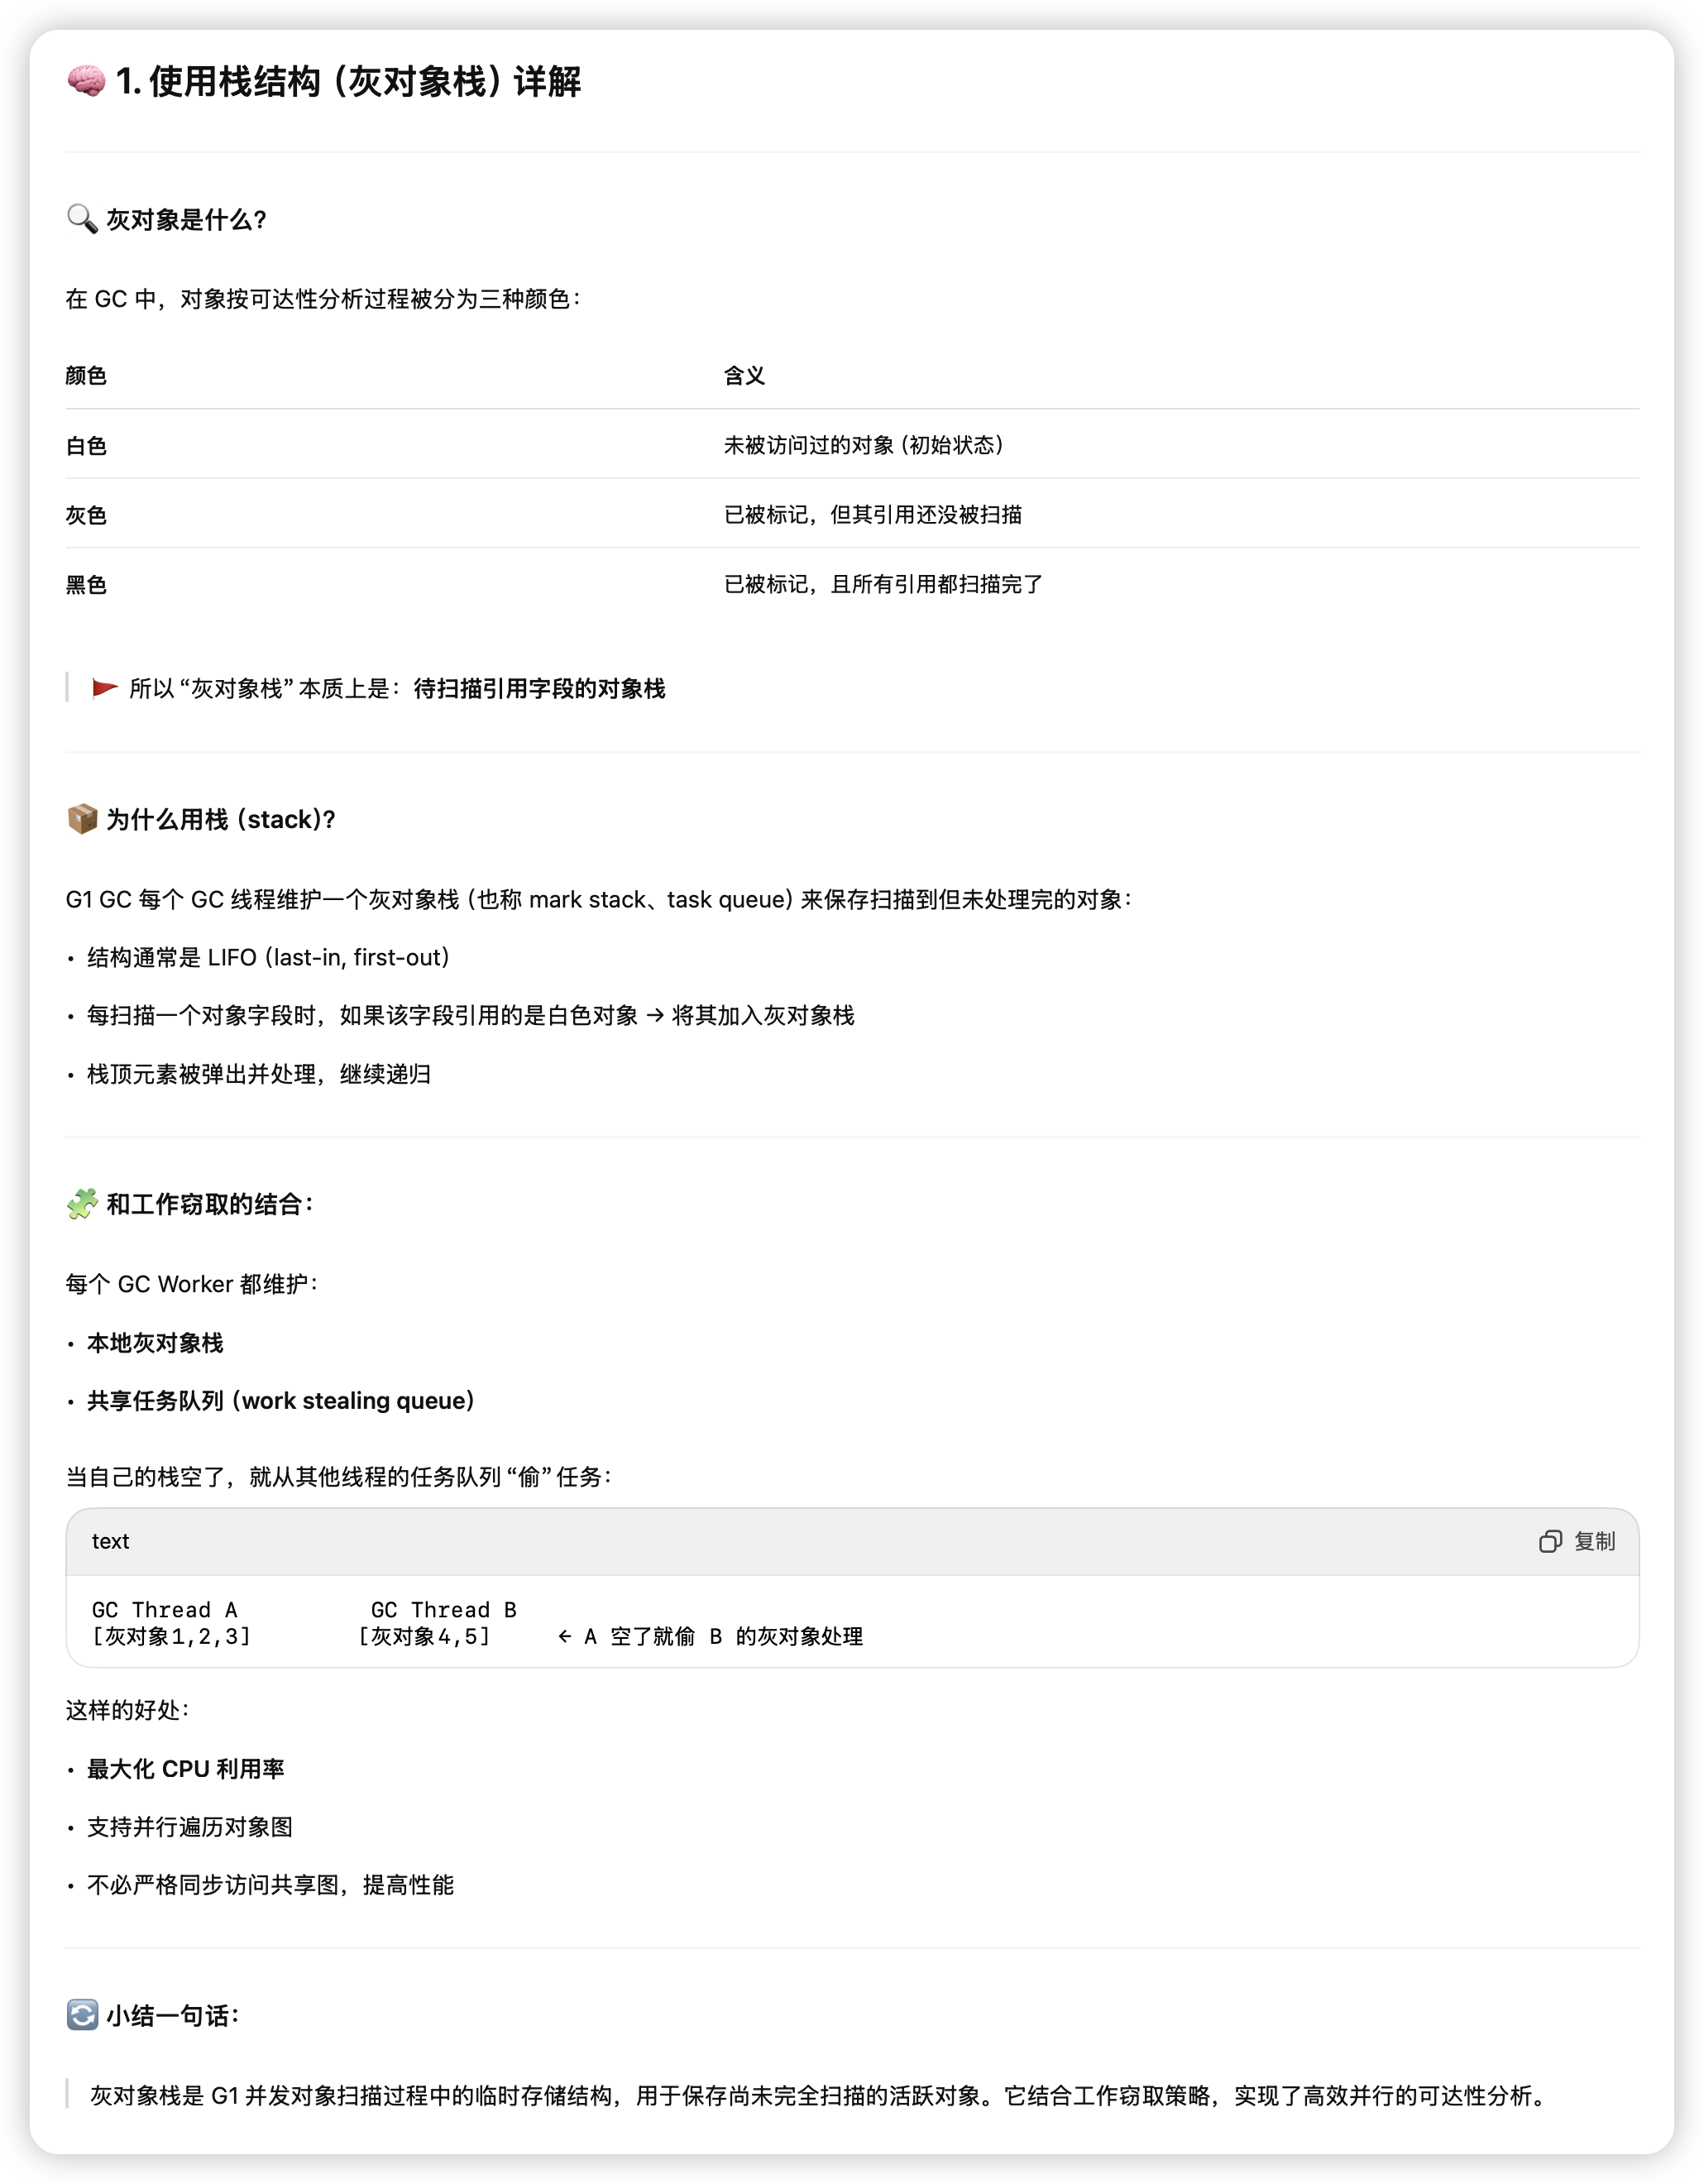 🧠 1. 使用栈结构（灰对象栈）详解
🔍 灰对象是什么？
在 GC 中，对象按可达性分析过程被分为三种颜色：
颜色 含义
白色 未被访问过的对象（初始状态）
灰色 已被标记，但其引用还没被扫描
黑色 已被标记，且所有引用都扫描完了
🚩 所以“灰对象栈”本质上是：待扫描引用字段的对象栈
📦 为什么用栈（stack）？
G1 GC 每个 GC 线程维护一个灰对象栈（也称 mark stack、task queue）来保存扫描到但未处理完的对象：
• 结构通常是 LIFO（last-in, first-out）
• 每扫描一个对象字段时，如果该字段引用的是白色对象 → 将其加入灰对象栈
• 栈顶元素被弹出并处理，继续递归
🧩 和工作窃取的结合：
每个 GC Worker 都维护：
• 本地灰对象栈
• 共享任务队列（work stealing queue）
当自己的栈空了，就从其他线程的任务队列“偷”任务：
text 复制
GC Thread A          GC Thread B
[灰对象1,2,3]        [灰对象4,5]     ← A 空了就偷 B 的灰对象处理
这样的好处：
• 最大化 CPU 利用率
• 支持并行遍历对象图
• 不必严格同步访问共享图，提高性能
🔄 小结一句话：
灰对象栈是 G1 并发对象扫描过程中的临时存储结构，用于保存尚未完全扫描的活跃对象。它结合工作窃取策略，实现了高效并行的可达性分析。